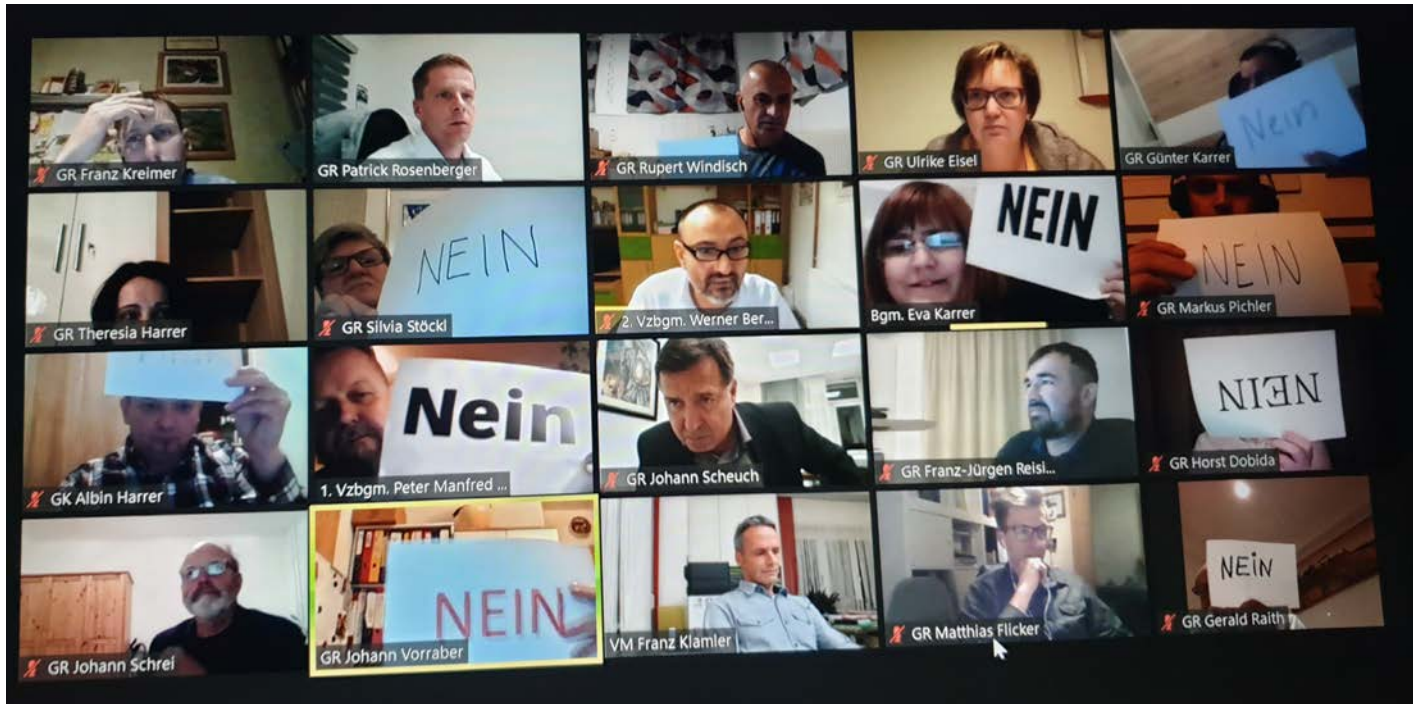 GR Franz Kreimer
GR Patrick Rosenberger
GR Rupert Windisch
GR Ulrike Eisel
Nein
GR Günter Karrer
GR Theresia Harrer
NEIN
GR Silvia Stöckl
2. Vzbgm. Werner Ber...
NEIN
Bgm. Eva Karrer
NEIN
GR Markus Pichler
GK Albin Harrer
Nein
1. Vzbgm. Peter Manfred ...
GR Johann Scheuch
GR Franz-Jürgen Reisi...
NEIN
GR Horst Dobida
GR Johann Schrei
NEIN
GR Johann Vorraber
VM Franz Klamler
GR Matthias Flicker
NEIN
GR Gerald Raith